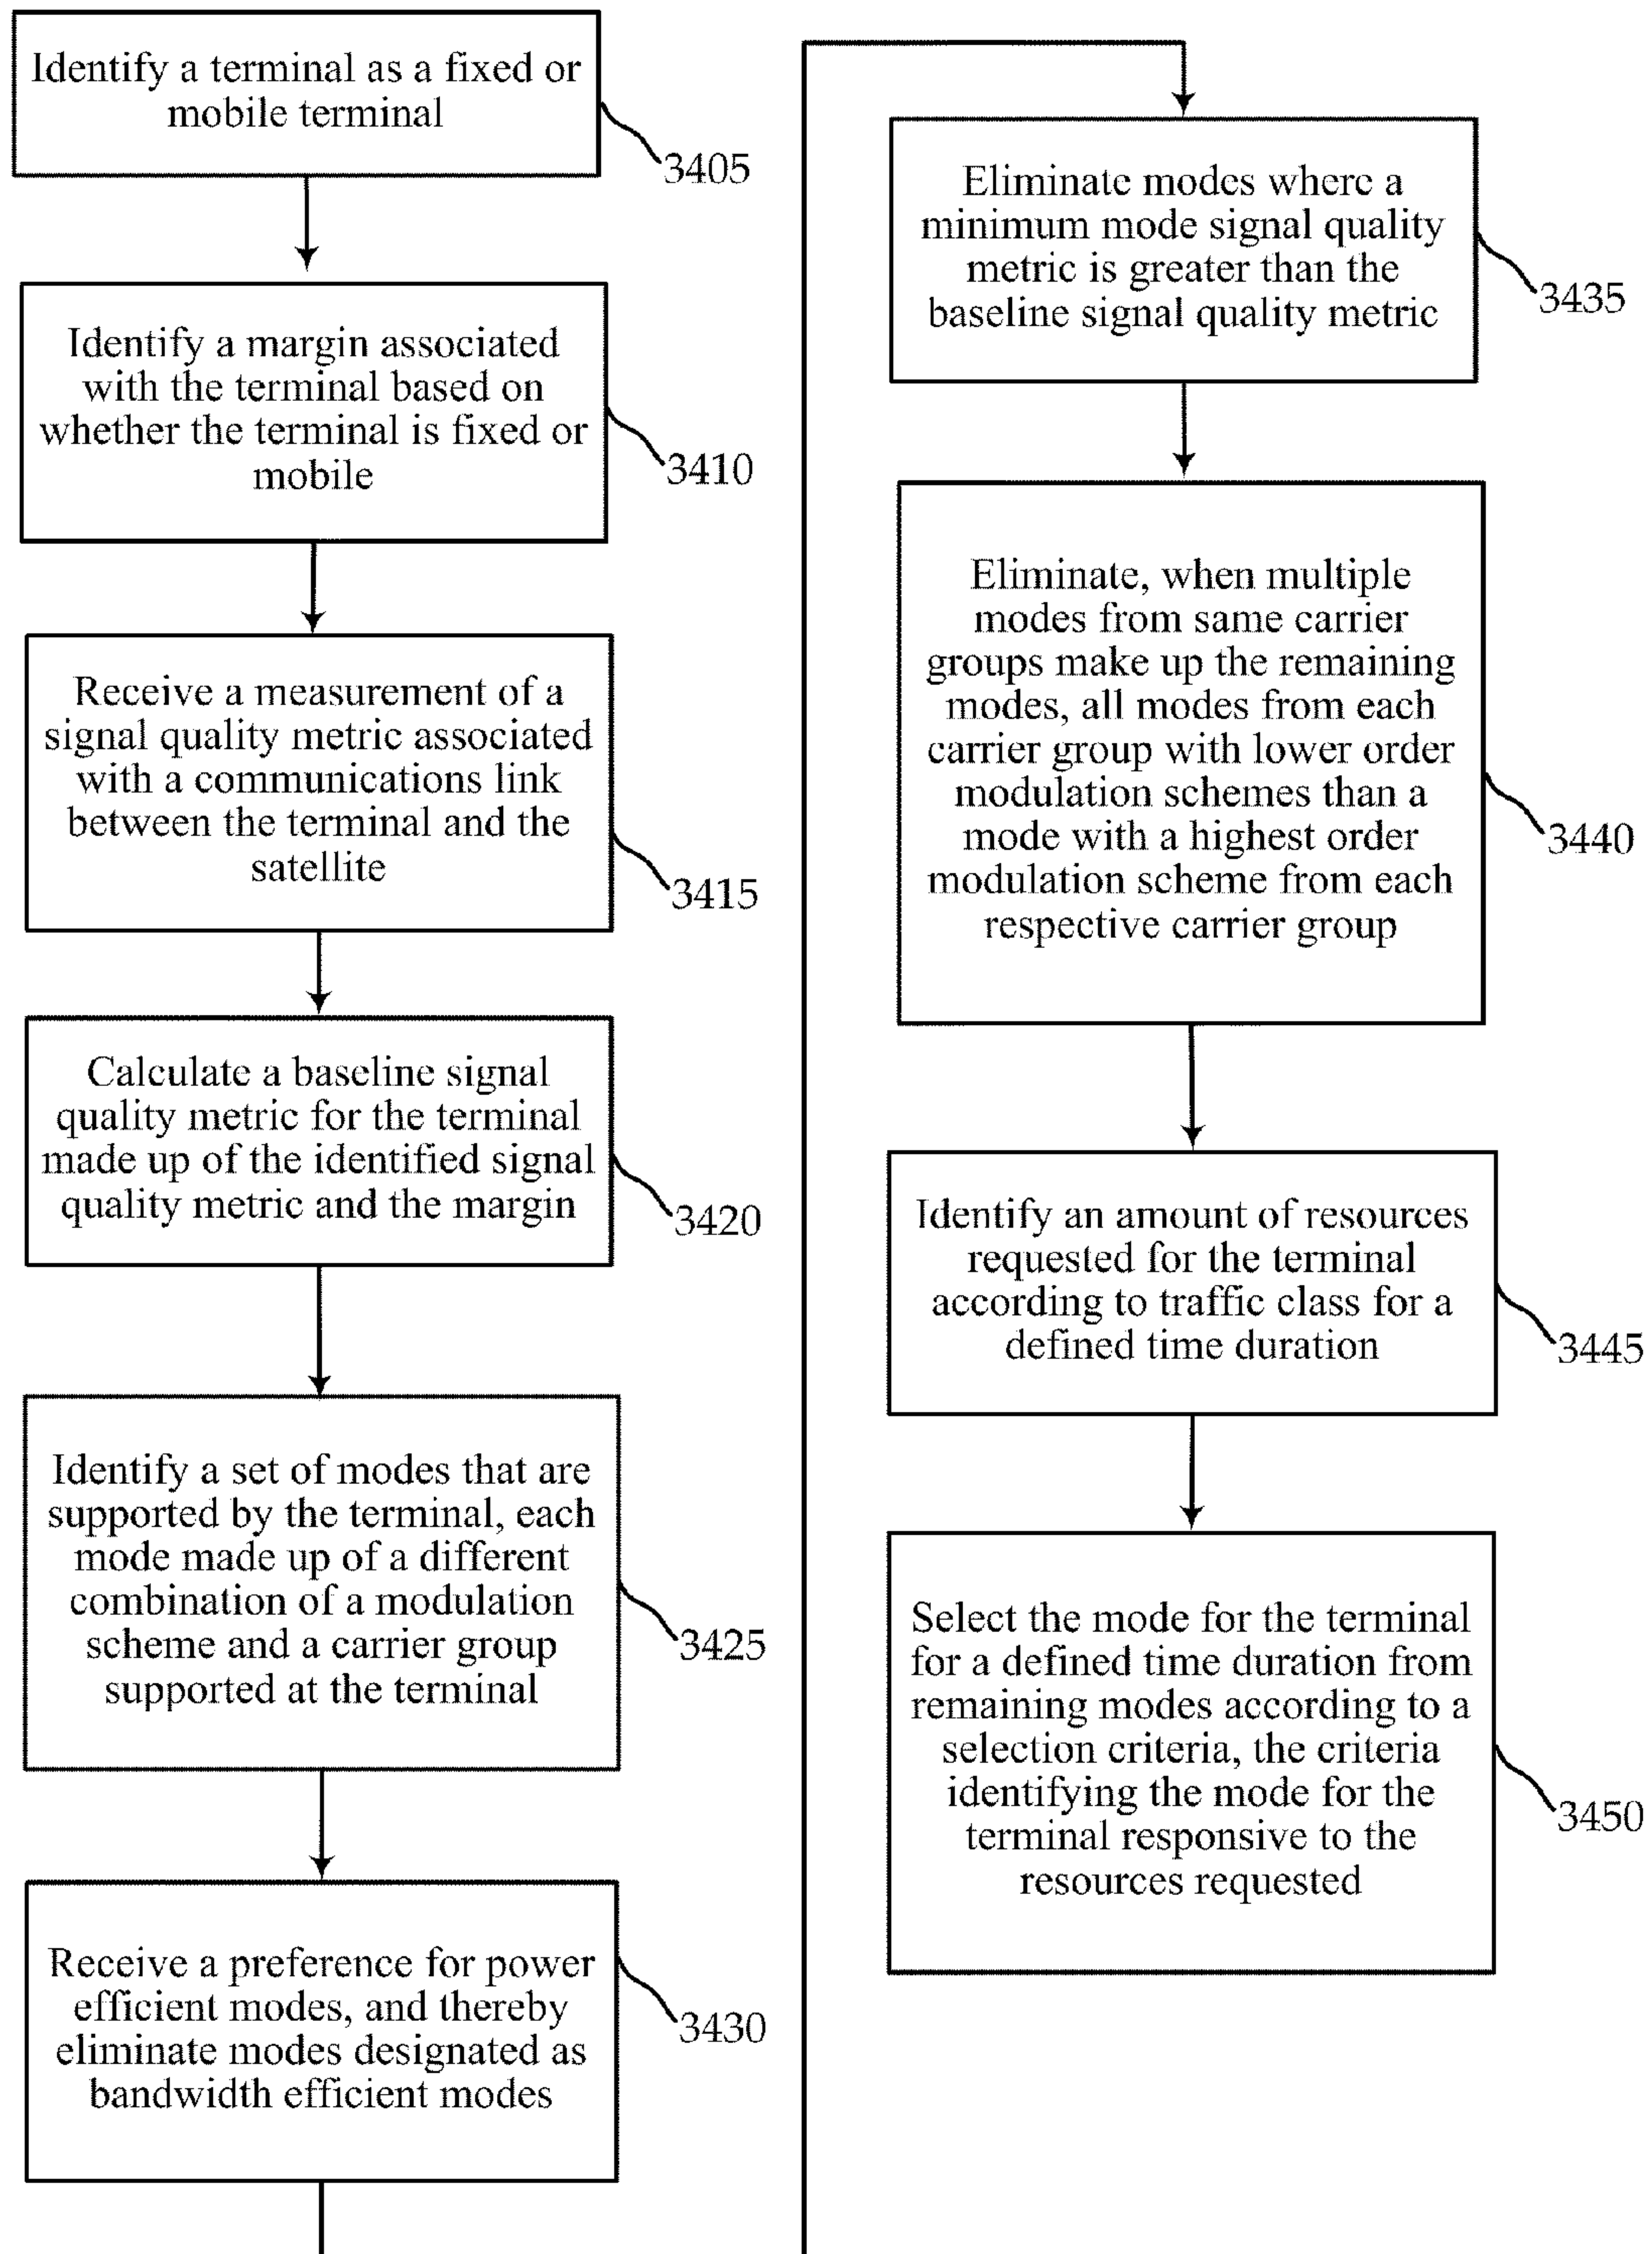 Identify a terminal as a fixed or
mobile terminal
3405
Identify a margin associated
with the terminal based on
whether the terminal is fixed or
mobile
3410
Receive a measurement of a
signal quality metric associated
with a communications link
between the terminal and the
satellite
3415
Calculate a baseline signal
quality metric for the terminal
made up of the identified signal
quality metric and the margin
3420
Identify a set of modes that are
supported by the terminal, each
mode made up of a different
combination of a modulation
scheme and a carrier group
supported at the terminal
3425
Receive a preference for power
efficient modes, and thereby
eliminate modes designated as
bandwidth efficient modes
3430
Eliminate modes where a
minimum mode signal quality
metric is greater than the
baseline signal quality metric
3435
Eliminate, when multiple
modes from same carrier
groups make up the remaining
modes, all modes from each
carrier group with lower order
modulation schemes than a
mode with a highest order
modulation scheme from each
respective carrier group
3440
Identify an amount of resources
requested for the terminal
according to traffic class for a
defined time duration
3445
Select the mode for the terminal
for a defined time duration from
remaining modes according to a
selection criteria, the criteria
identifying the mode for the
terminal responsive to the
resources requested
3450